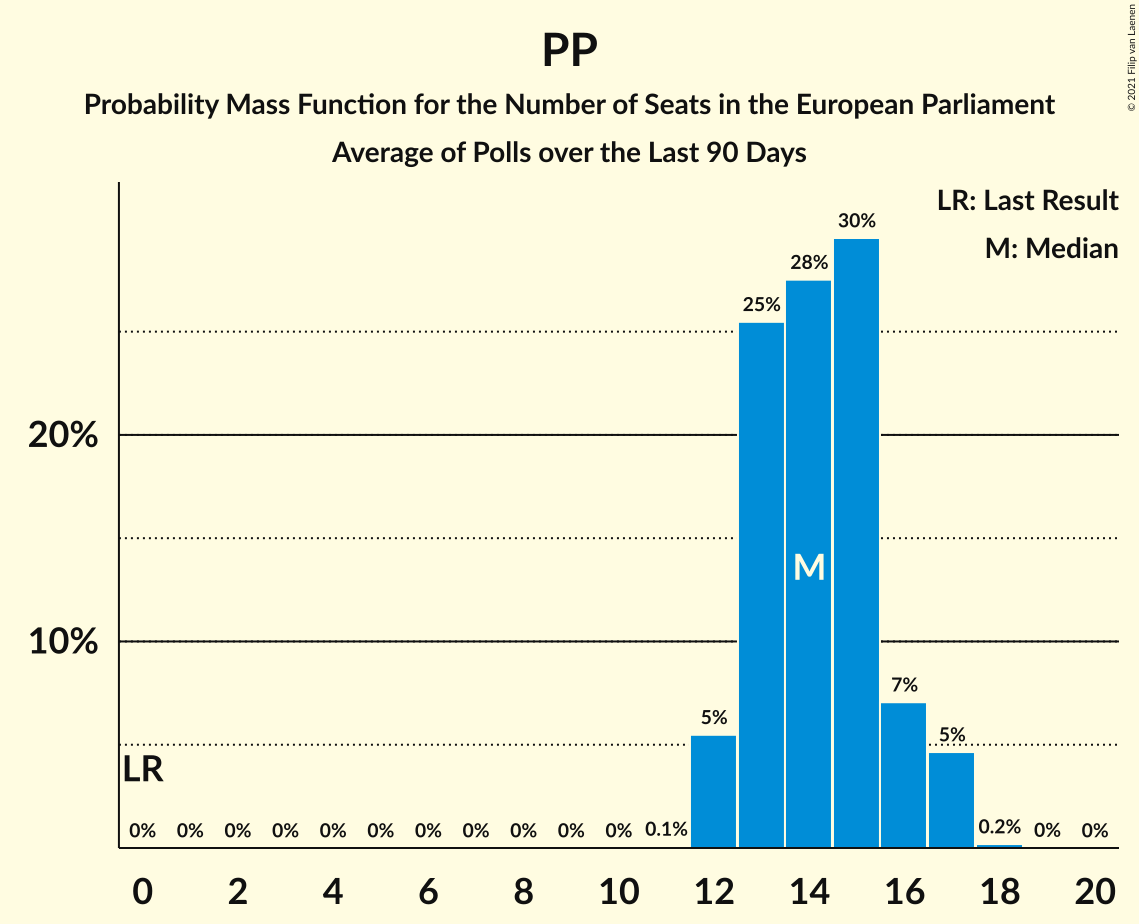 PP
Probability Mass Function for the Number of Seats in the European Parliament
Average of Polls over the Last 90 Days
© 2021 Filip van Laenen
LR: Last Result
M: Median
30%
28%
25%
20%
M
10%
7%
5%
5%
LR
0% 0% 0% 0% 0% 0% 0% 0% 0% 0% 0% 0.1% 0.2% 0% 0%
0 2 4 6 8 10 12 14 16 18 20